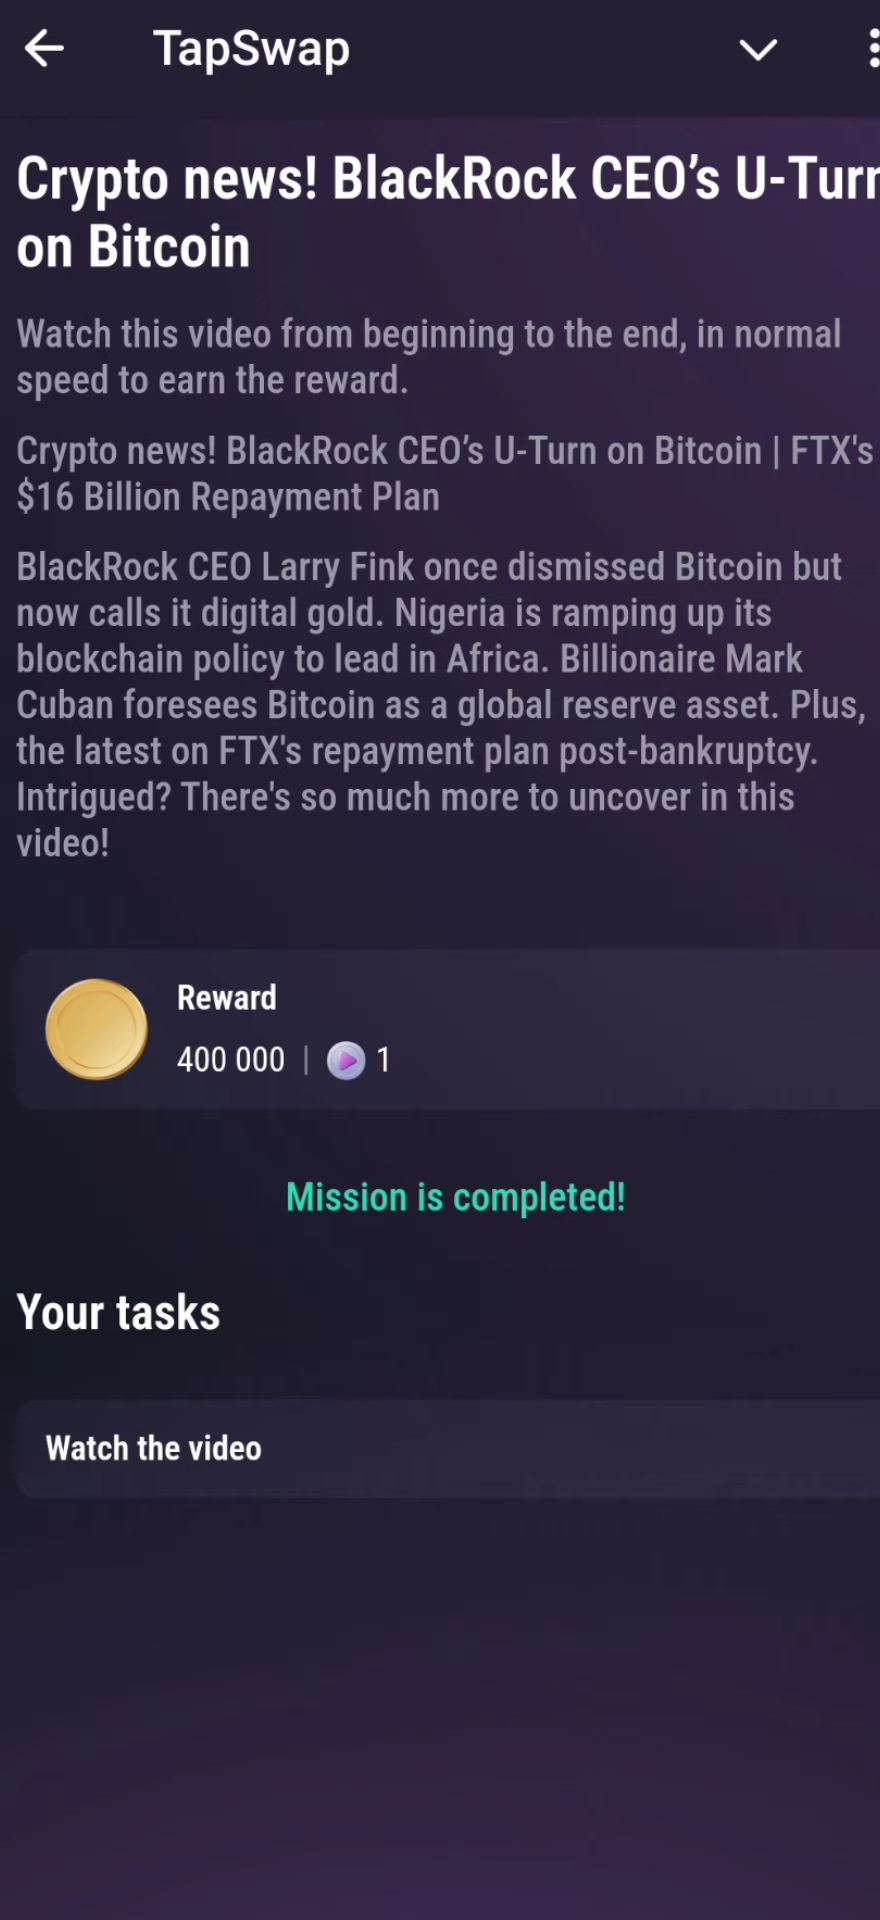 TapSwap
Crypto news! BlackRock CEO’s U-Turn
on Bitcoin
Watch this video from beginning to the end, in normal
speed to earn the reward.
Crypto news! BlackRock CEO’s U-Turn on Bitcoin | FTX's
$16 Billion Repayment Plan
BlackRock CEO Larry Fink once dismissed Bitcoin but
now calls it digital gold. Nigeria is ramping up its
blockchain policy to lead in Africa. Billionaire Mark
Cuban foresees Bitcoin as a global reserve asset. Plus,
the latest on FTX's repayment plan post-bankruptcy.
Intrigued? There's so much more to uncover in this
video!
Reward
400 000 | 1
Mission is completed!
Your tasks
Watch the video